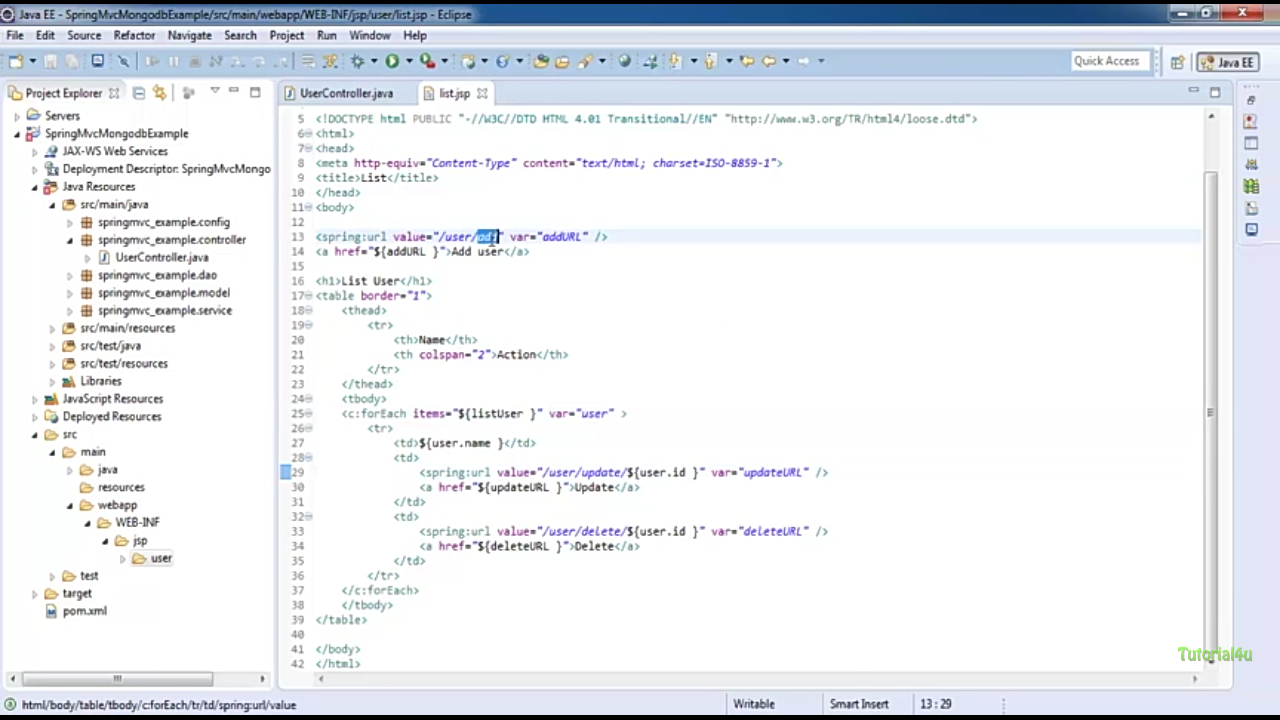 Java EE - SpringMvcMongodbExample/src/main/webapp/WEB-INF/jsp/user/list.jsp - Eclipse
File Edit Source Refactor Navigate Search Project Run Window Help
Quick Access
Java EE
Project Explorer
UserController.java
list.jsp
Servers
SpringMvcMongodbExample
JAX-WS Web Services
Deployment Descriptor: SpringMvcMongo
Java Resources
src/main/java
springmvc_example.config
springmvc_example.controller
UserController.java
springmvc_example.dao
springmvc_example.model
springmvc_example.service
src/main/resources
src/test/java
src/test/resources
Libraries
JavaScript Resources
Deployed Resources
src
main
java
resources
webapp
WEB-INF
jsp
user
test
target
pom.xml
5 <!DOCTYPE html PUBLIC "-//W3C//DTD HTML 4.01 Transitional//EN" "http://www.w3.org/TR/html4/loose.dtd">
6 <html>
7 <head>
8 <meta http-equiv="Content-Type" content="text/html; charset=ISO-8859-1">
9 <title>List</title>
10 </head>
11 <body>
12
13 <spring:url value="/user/add" var="addURL" />
14 <a href="${addURL }">Add user</a>
15
16 <h1>List User</h1>
17 <table border="1">
18 <thead>
19 <tr>
20 <th>Name</th>
21 <th colspan="2">Action</th>
22 </tr>
23 </thead>
24 <tbody>
25 <c:forEach items="${listUser }" var="user" >
26 <tr>
27 <td>${user.name }</td>
28 <td>
29 <spring:url value="/user/update/${user.id }" var="updateURL" />
30 <a href="${updateURL }">Update</a>
31 </td>
32 <td>
33 <spring:url value="/user/delete/${user.id }" var="deleteURL" />
34 <a href="${deleteURL }">Delete</a>
35 </td>
36 </tr>
37 </c:forEach>
38 </tbody>
39 </table>
40
41 </body>
42 </html>
Tutorial4u
html/body/table/tbody/c:forEach/tr/td/spring:url/value
Writable
Smart Insert
13 : 29